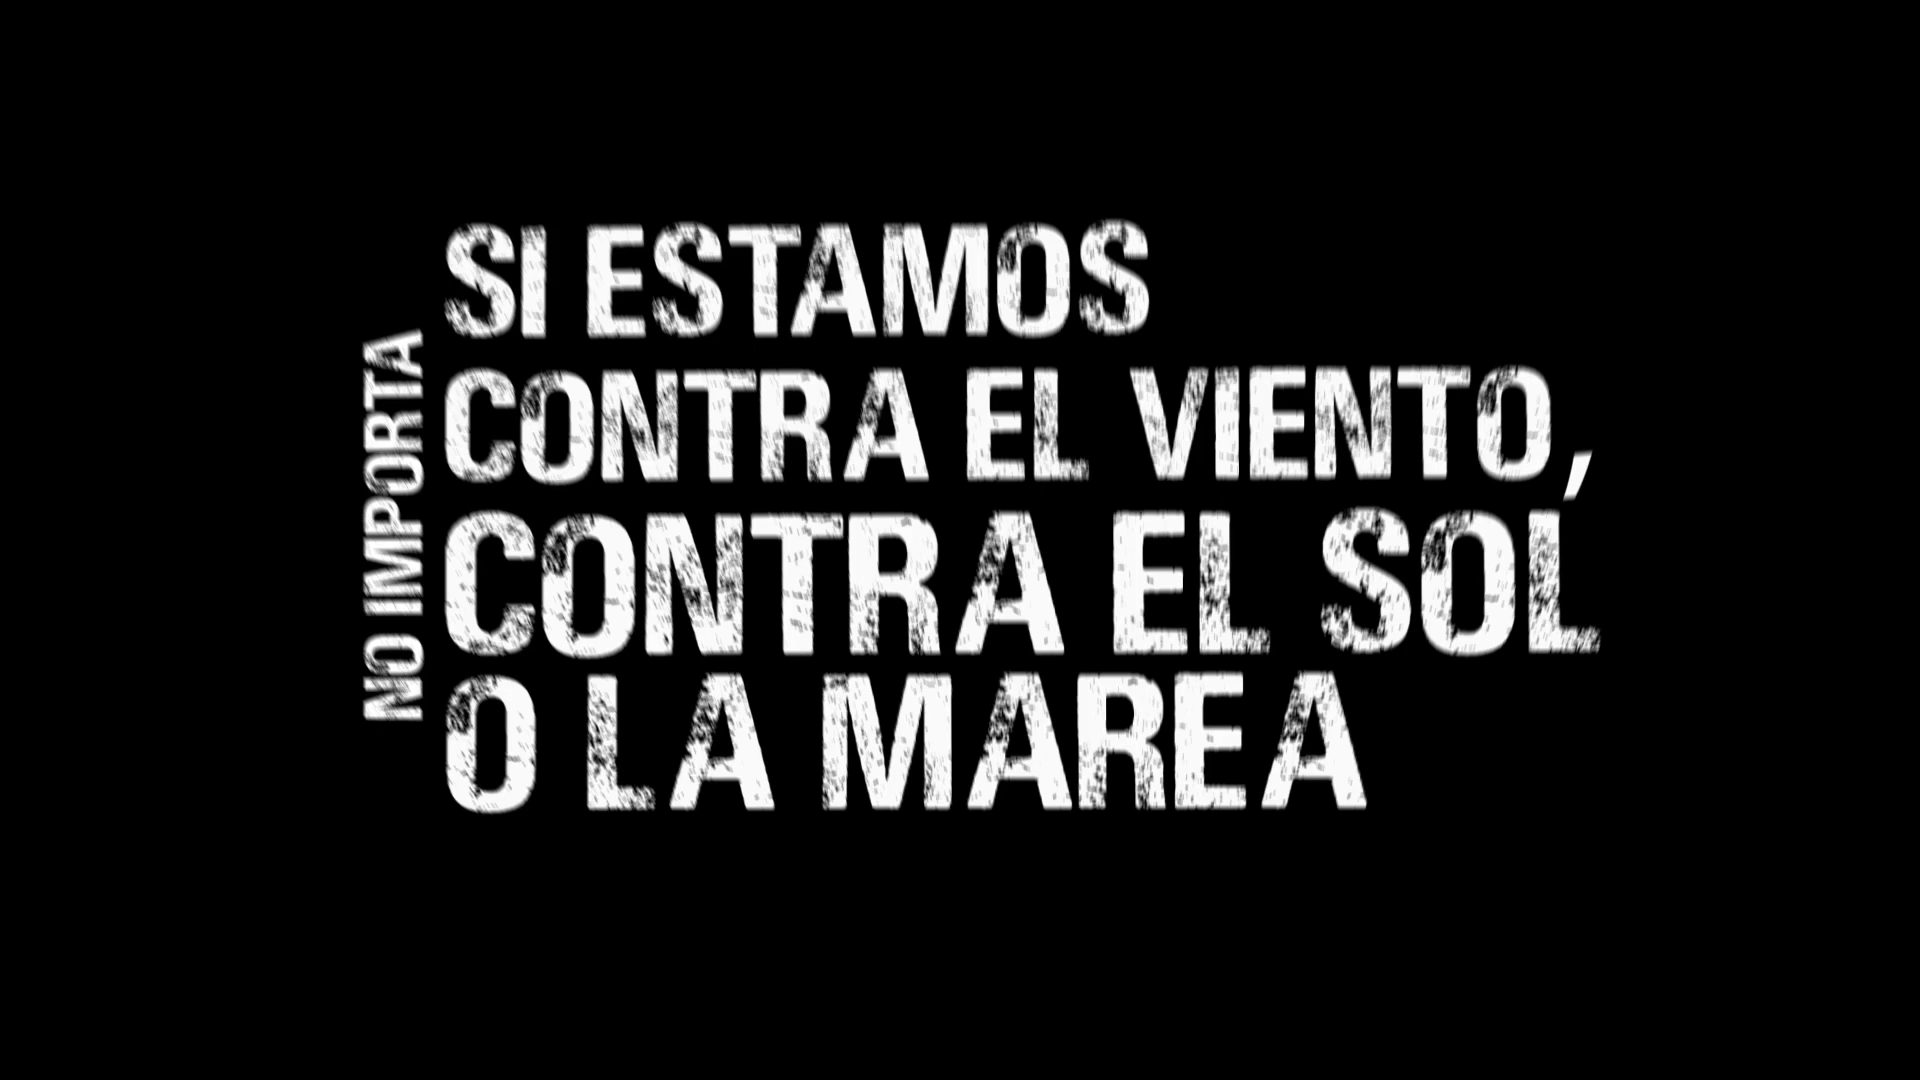 NO IMPORTA
SI ESTAMOS
CONTRA EL VIENTO,
CONTRA EL SOL
O LA MAREA